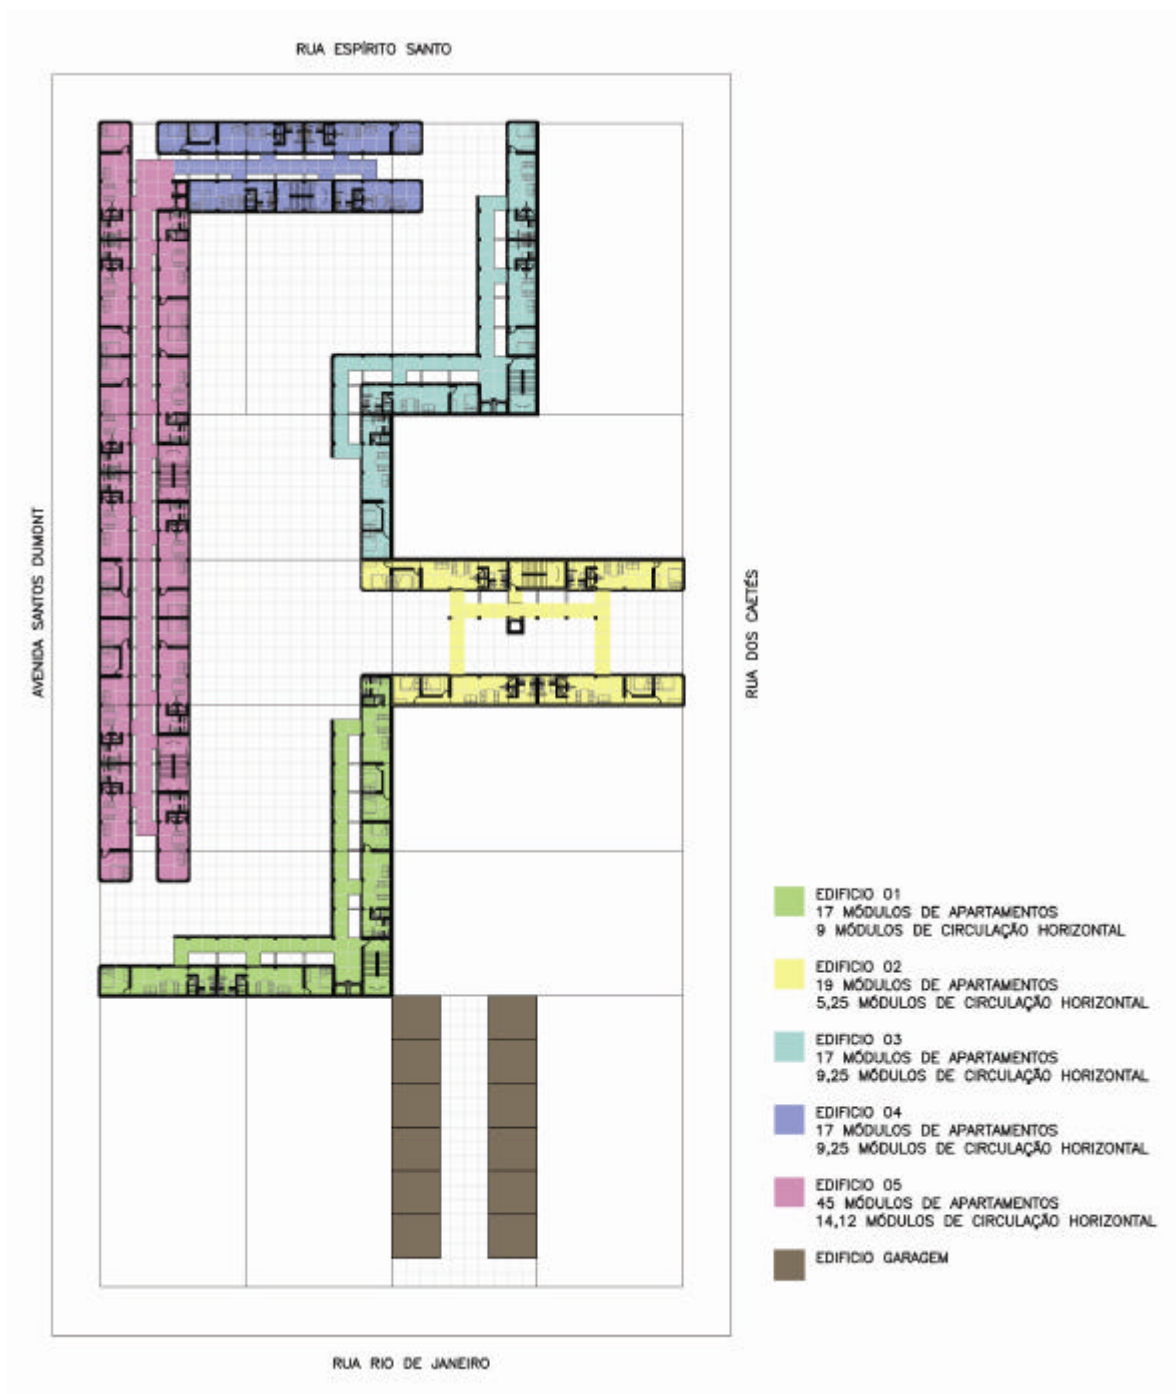 RUA ESPÍRITO SANTO
AVENIDA SANTOS DUMONT
RUA DOS CAETÉS
EDIFICIO 01
17 MÓDULOS DE APARTAMENTOS
9 MÓDULOS DE CIRCULAÇÃO HORIZONTAL
EDIFICIO 02
19 MÓDULOS DE APARTAMENTOS
5,25 MÓDULOS DE CIRCULAÇÃO HORIZONTAL
EDIFICIO 03
17 MÓDULOS DE APARTAMENTOS
9,25 MÓDULOS DE CIRCULAÇÃO HORIZONTAL
EDIFICIO 04
17 MÓDULOS DE APARTAMENTOS
9,25 MÓDULOS DE CIRCULAÇÃO HORIZONTAL
EDIFICIO 05
45 MÓDULOS DE APARTAMENTOS
14,12 MÓDULOS DE CIRCULAÇÃO HORIZONTAL
EDIFICIO GARAGEM
RUA RIO DE JANEIRO